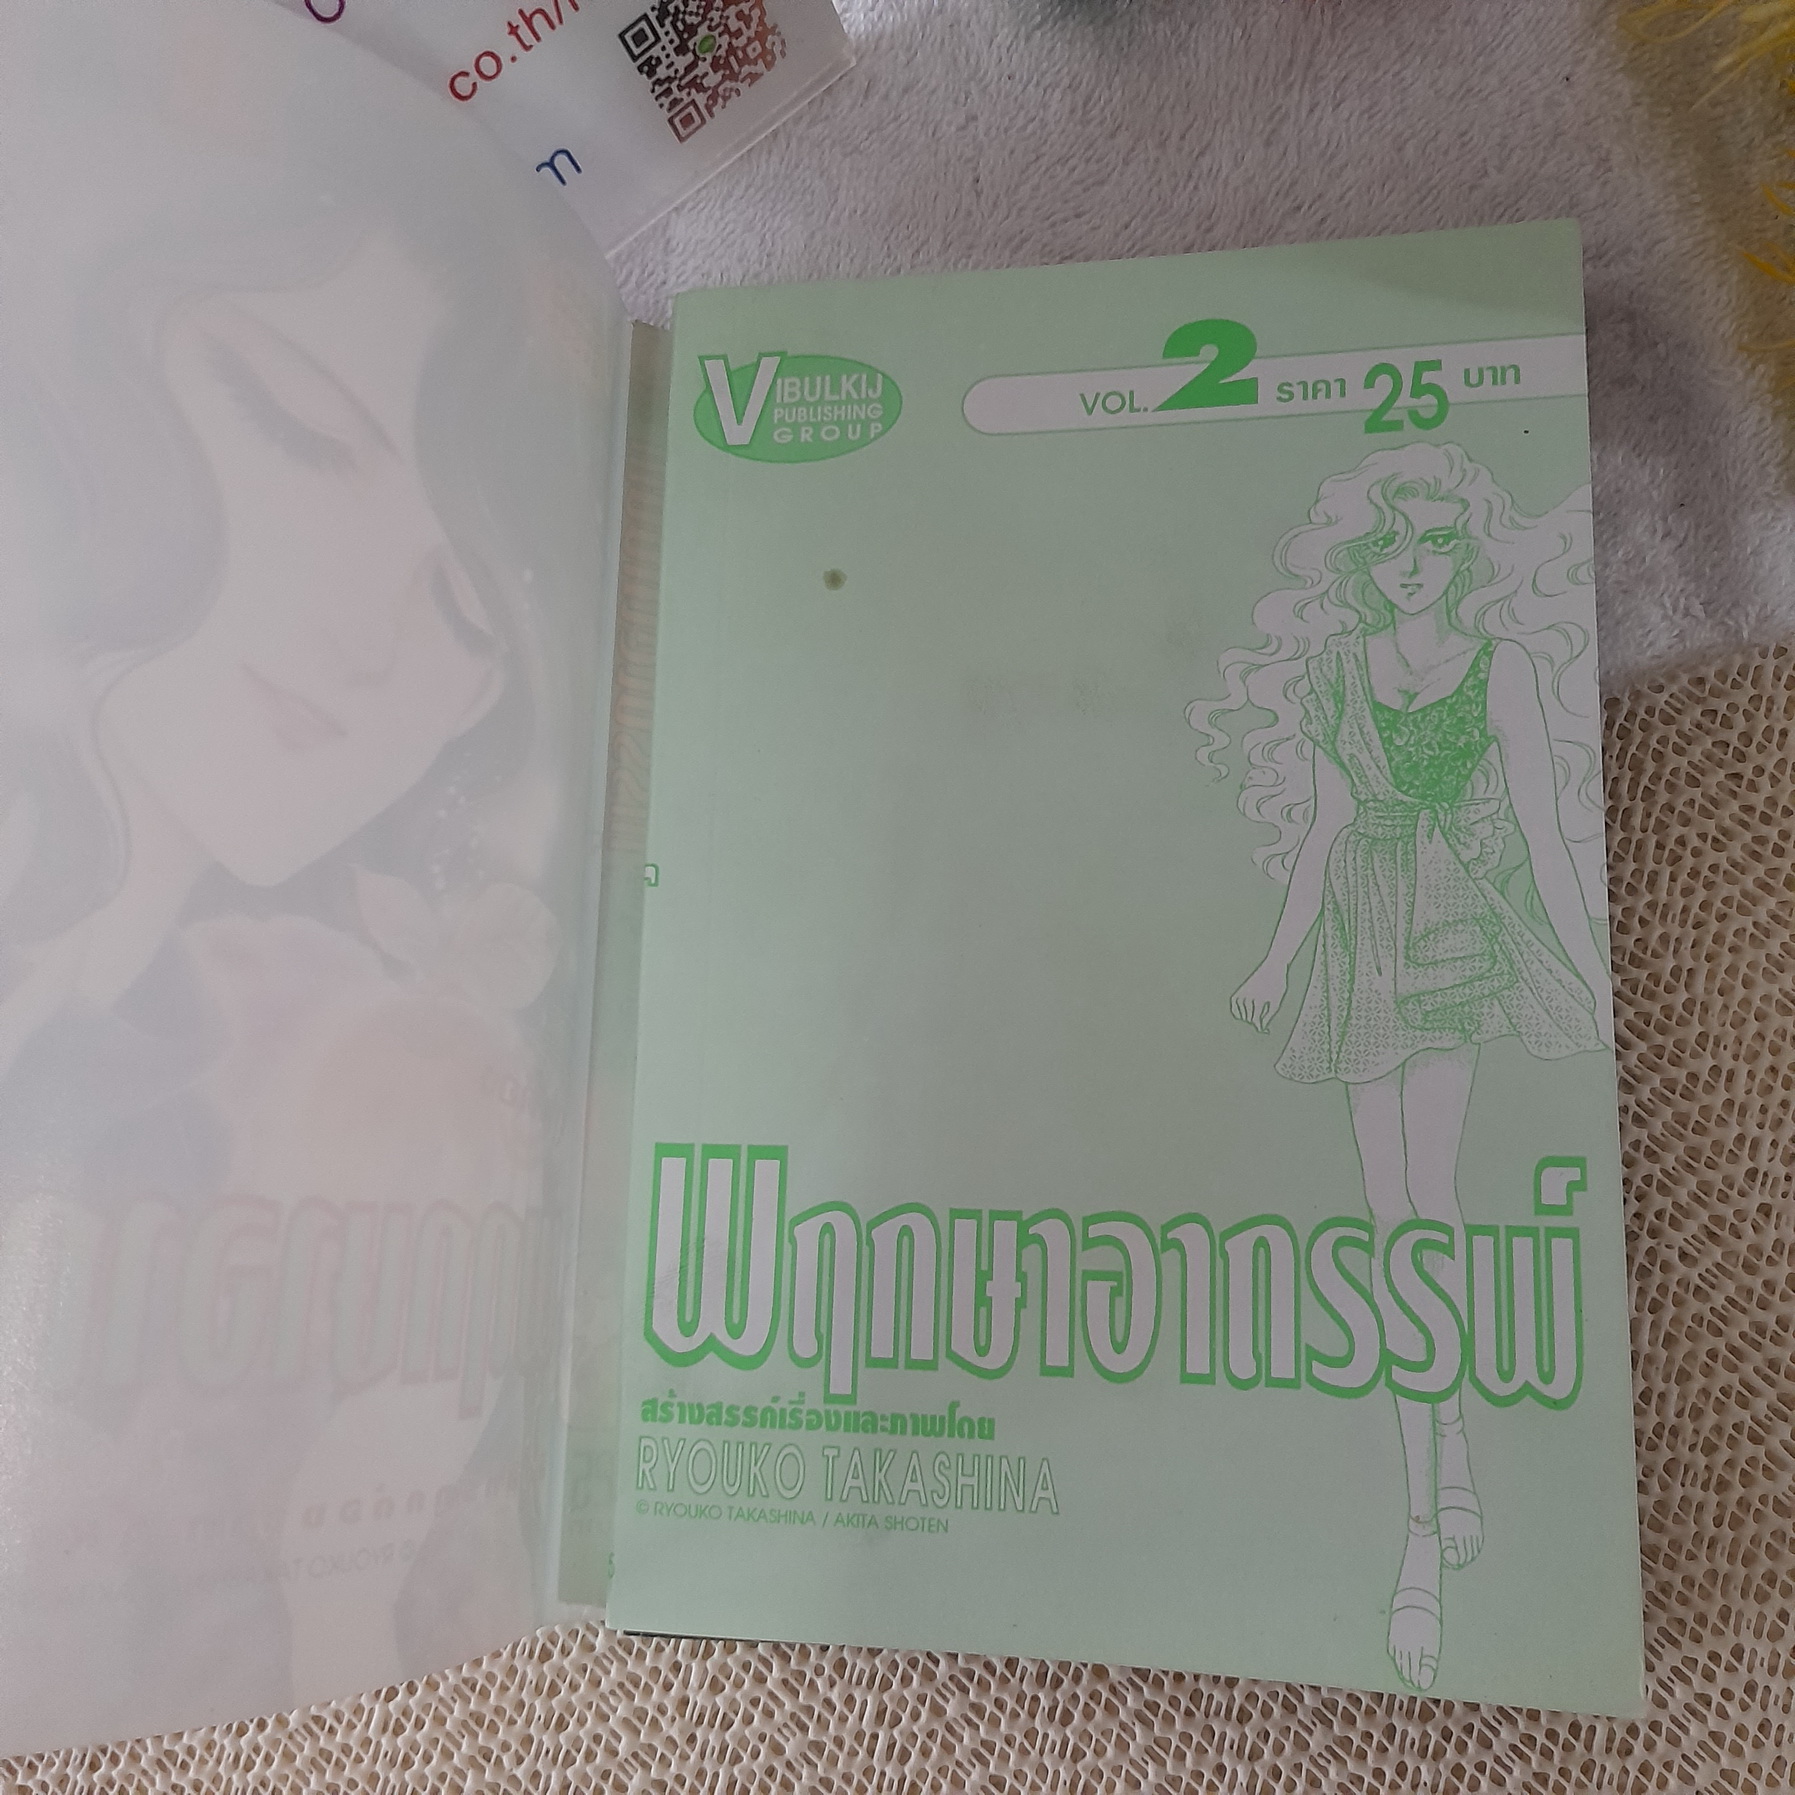 co.th/
ก
VIBULKIJ
PUBLISHING
GROUP
VOL. 2 ราคา 25 บาท
พฤกษาอาถรรพ์
สร้างสรรค์เรื่องและภาพโดย
RYOUKO TAKASHINA
© RYOUKO TAKASHINA / AKITA SHOTEN